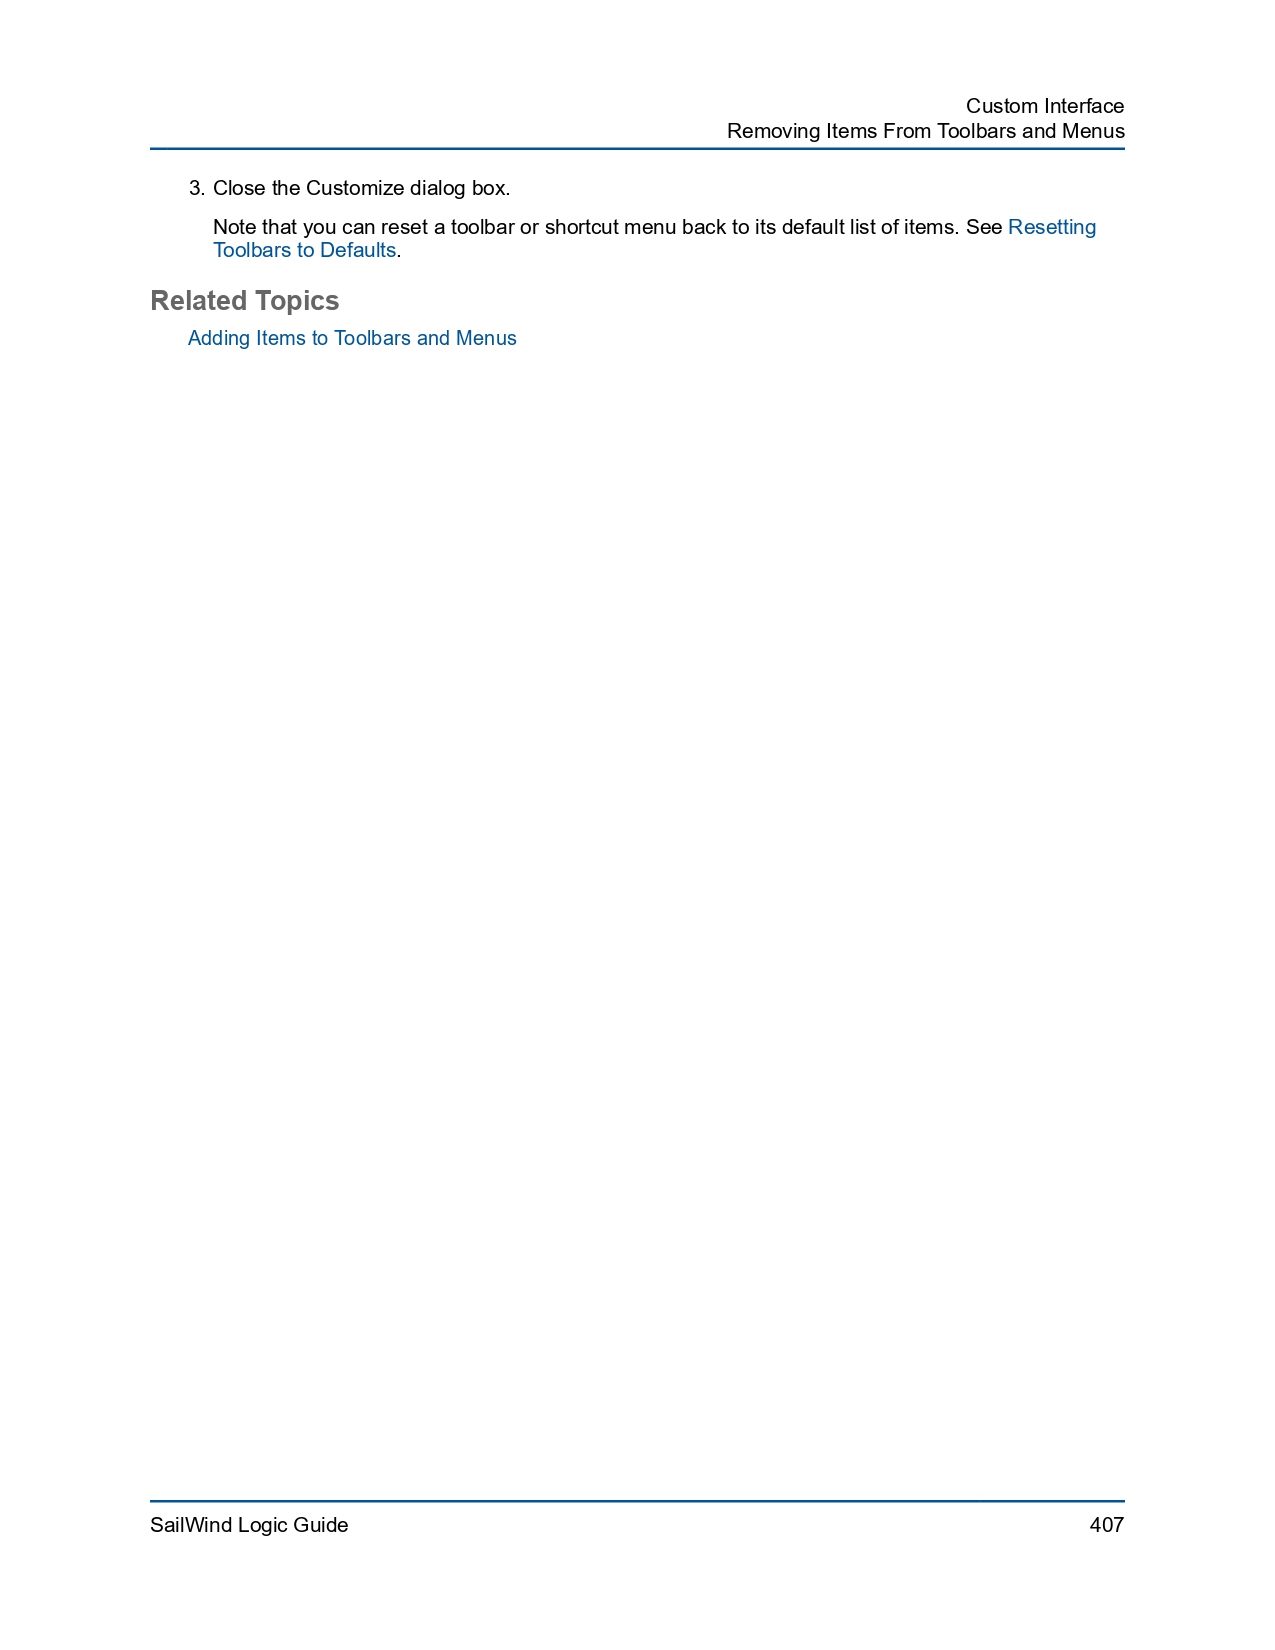 Custom Interface
Removing Items From Toolbars and Menus
3. Close the Customize dialog box.
Note that you can reset a toolbar or shortcut menu back to its default list of items. See Resetting
Toolbars to Defaults.
Related Topics
Adding Items to Toolbars and Menus
SailWind Logic Guide 407